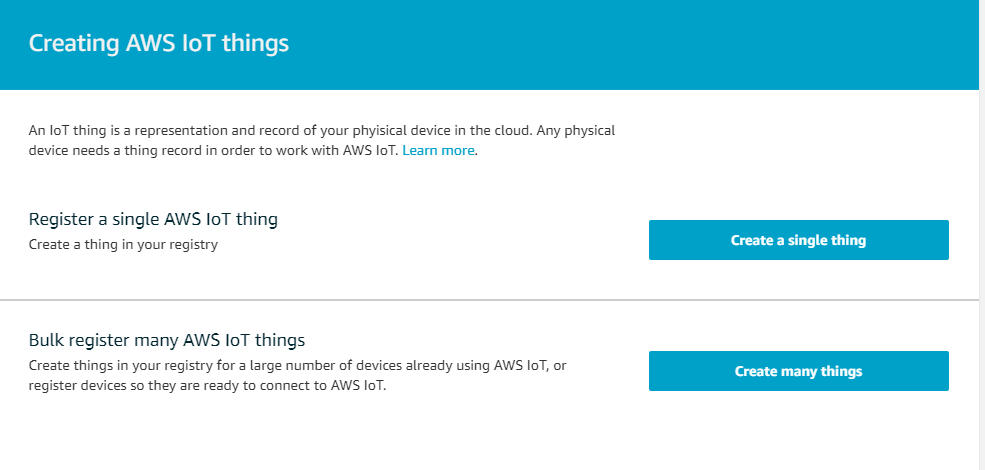 Creating AWS IoT things
An IoT thing is a representation and record of your phyisical device in the cloud. Any physical
device needs a thing record in order to work with AWS IoT. Learn more.
Register a single AWS IoT thing
Create a thing in your registry
Create a single thing
Bulk register many AWS IoT things
Create things in your registry for a large number of devices already using AWS IoT, or
register devices so they are ready to connect to AWS IoT.
Create many things